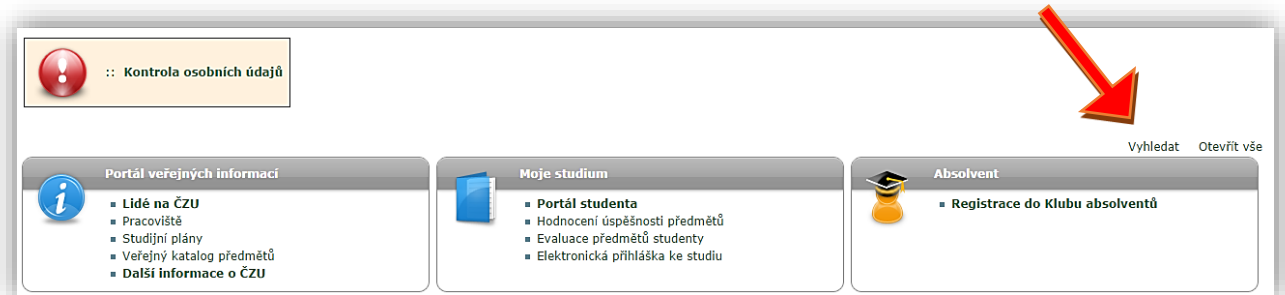 :: Kontrola osobních údajů
Vyhledat Otevřít vše
Portál veřejných informací
Lidé na ČZU
Pracoviště
Studijní plány
Veřejný katalog předmětů
Další informace o ČZU
Moje studium
Portál studenta
Hodnocení úspěšnosti předmětů
Evaluace předmětů studenty
Elektronická přihláška ke studiu
Absolvent
Registrace do Klubu absolventů